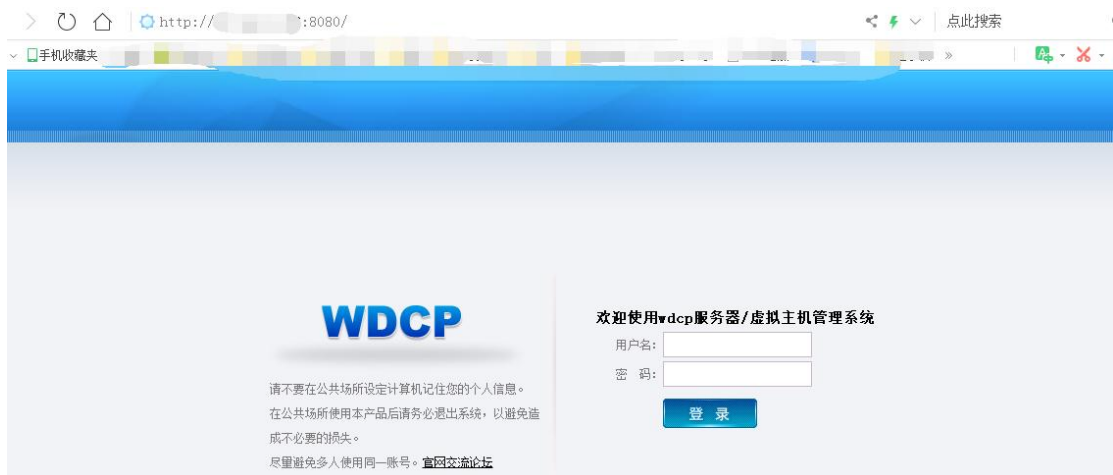 http:// :8080/
点此搜索
手机收藏夹
WDCP
请不要在公共场所设定计算机记住您的个人信息。
在公共场所使用本产品后请务必退出系统，以避免造
成不必要的损失。
尽量避免多人使用同一账号。官网交流论坛
欢迎使用wdcp服务器/虚拟主机管理系统
用户名:
密 码:
登 录